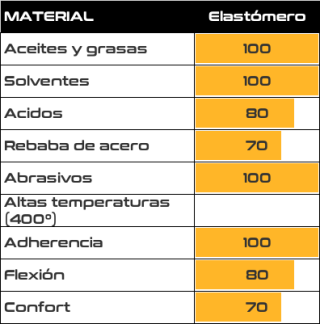 MATERIAL Elastómero
Aceites y grasas 100
Solventes 100
Acidos 80
Rebaba de acero 70
Abrasivos 100
Altas temperaturas
(400º)
Adherencia 100
Flexión 80
Confort 70